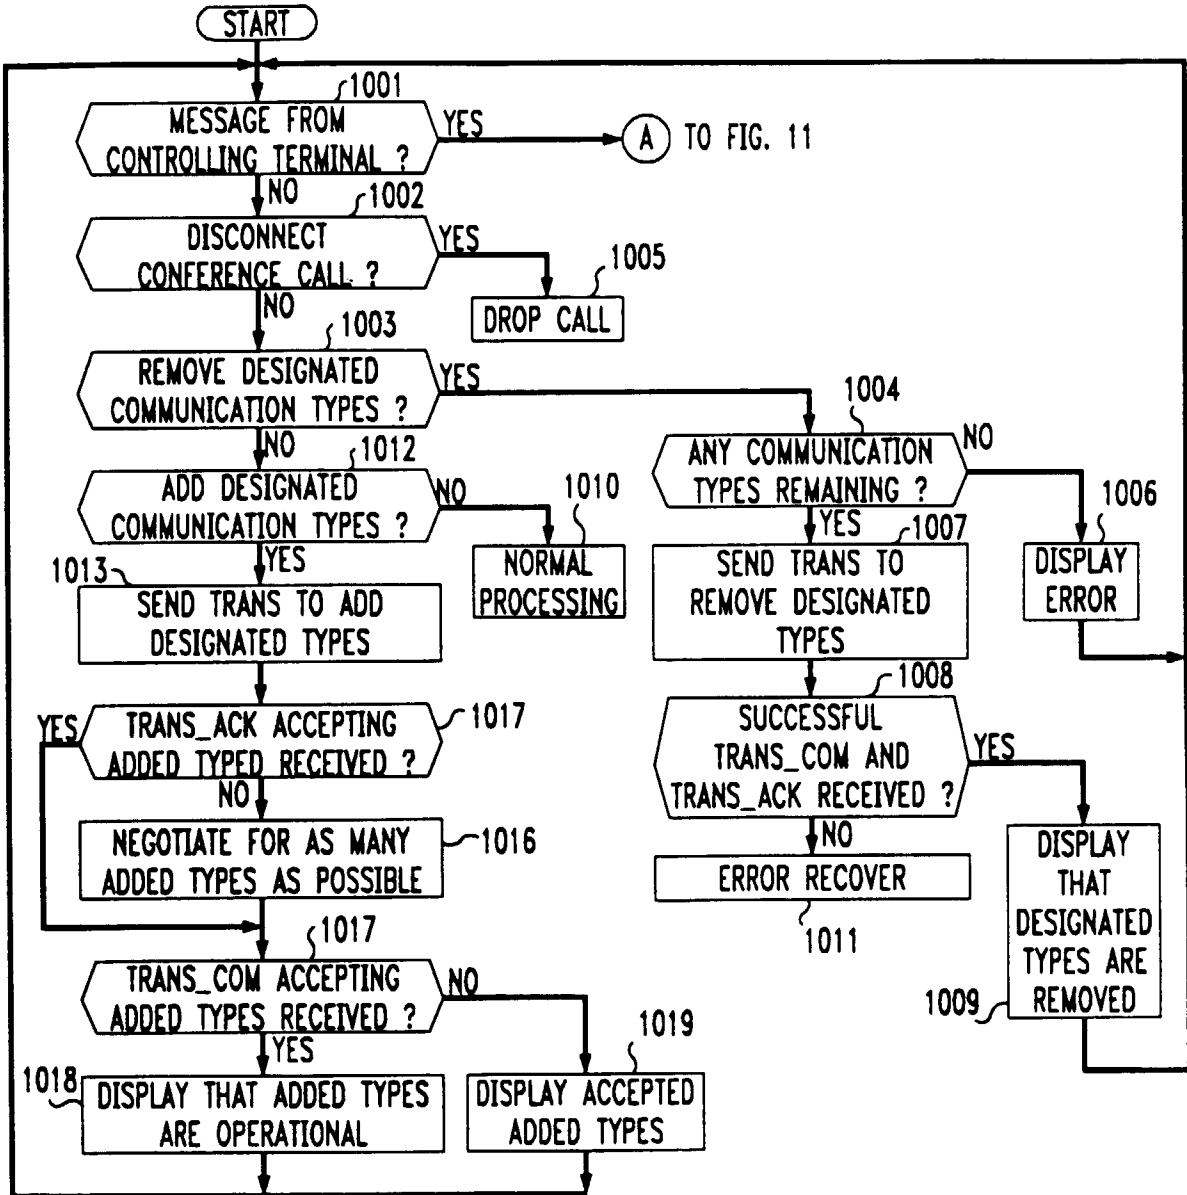 START
1001
MESSAGE FROM
CONTROLLING TERMINAL ?
YES
A TO FIG. 11
NO
1002
DISCONNECT
CONFERENCE CALL ?
YES
1005
DROP CALL
NO
1003
REMOVE DESIGNATED
COMMUNICATION TYPES ?
YES
1004
ANY COMMUNICATION
TYPES REMAINING ?
NO
1006
DISPLAY
ERROR
NO
1012
ADD DESIGNATED
COMMUNICATION TYPES ?
NO
1010
NORMAL
PROCESSING
YES
1007
SEND TRANS TO
REMOVE DESIGNATED
TYPES
YES
1013
SEND TRANS TO ADD
DESIGNATED TYPES
1008
SUCCESSFUL
TRANS_COM AND
TRANS_ACK RECEIVED ?
YES
YES
1017
TRANS_ACK ACCEPTING
ADDED TYPED RECEIVED ?
NO
1016
NEGOTIATE FOR AS MANY
ADDED TYPES AS POSSIBLE
NO
ERROR RECOVER
1011
DISPLAY
THAT
DESIGNATED
TYPES ARE
REMOVED
1009
1017
TRANS_COM ACCEPTING
ADDED TYPES RECEIVED ?
NO
YES
1018
DISPLAY THAT ADDED TYPES
ARE OPERATIONAL
1019
DISPLAY ACCEPTED
ADDED TYPES